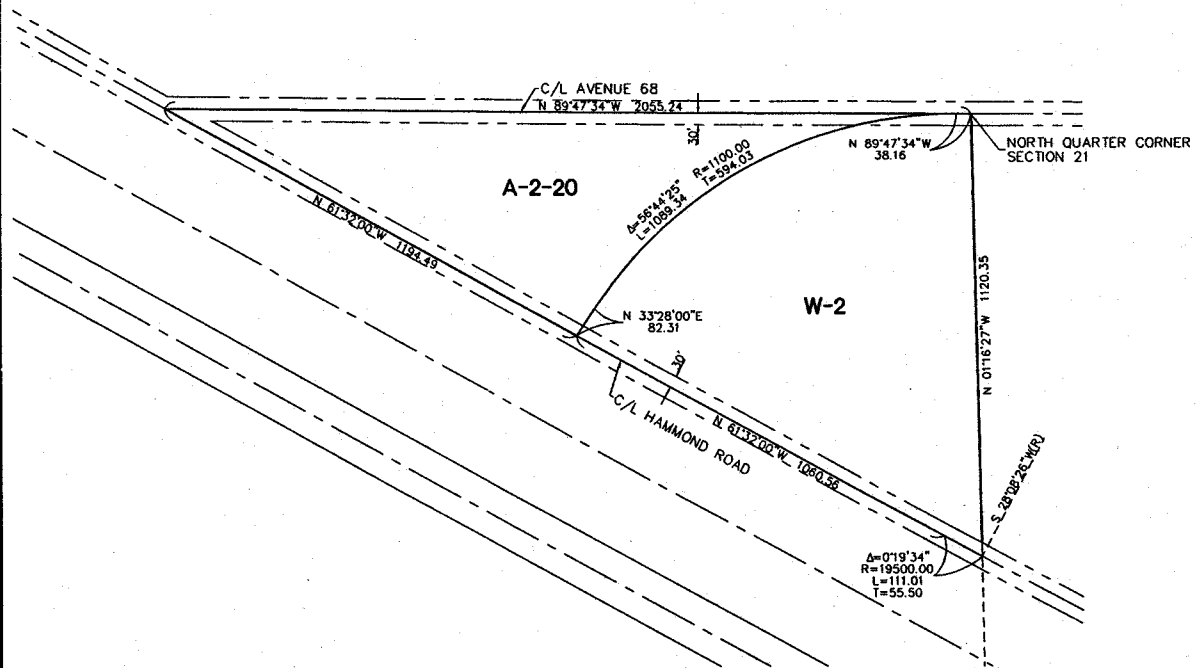 C/L AVENUE 68
N 89°47'34"W 2055.24
30'
N 89°47'34"W
38.16
NORTH QUARTER CORNER
SECTION 21
R=1100.00
T=594.03
Δ=56°44'25"
L=1089.34
A-2-20
N 61°32'00"W 1194.49
N 33°28'00"E
82.31
W-2
N 01°16'27"W 1120.35
30'
C/L HAMMOND ROAD
N 61°32'00"W 1060.56
S 28°08'26"W(R)
Δ=0°19'34"
R=19500.00
L=111.01
T=55.50